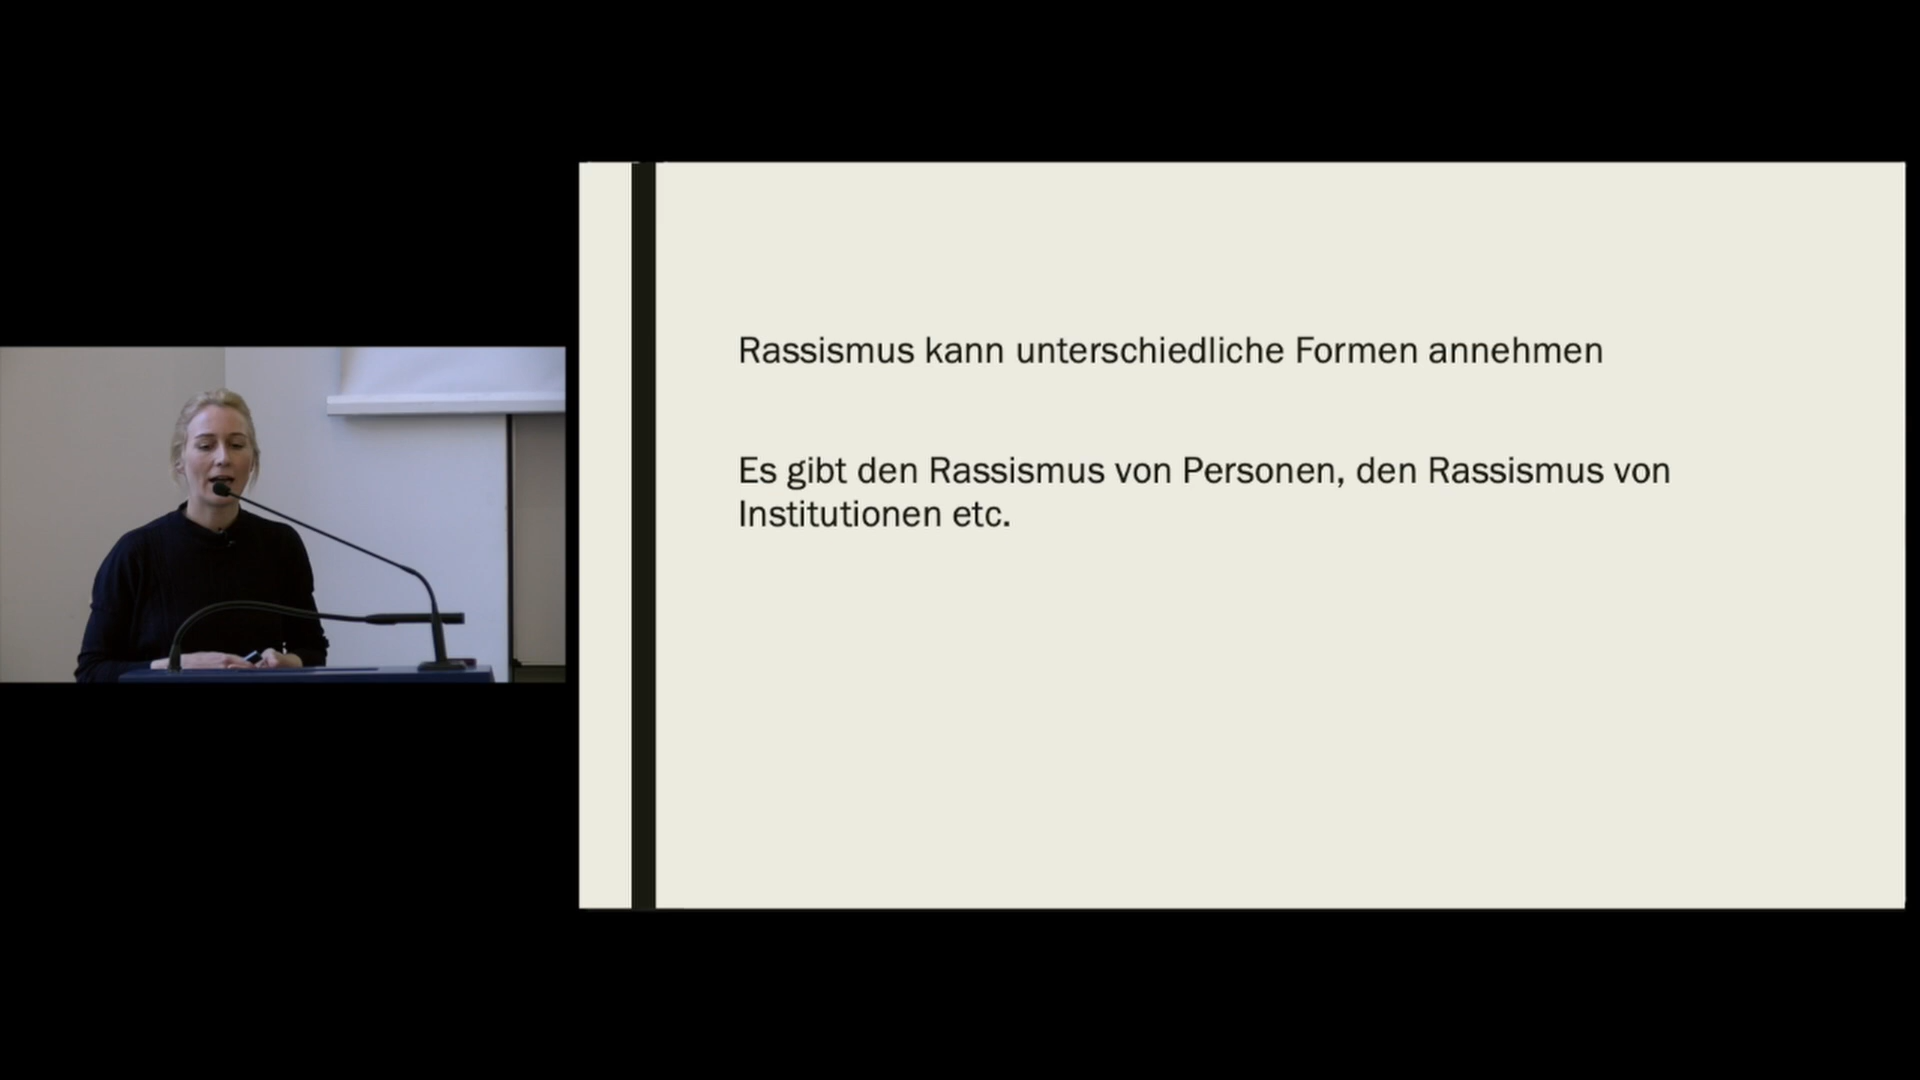 Rassismus kann unterschiedliche Formen annehmen
Es gibt den Rassismus von Personen, den Rassismus von
Institutionen etc.